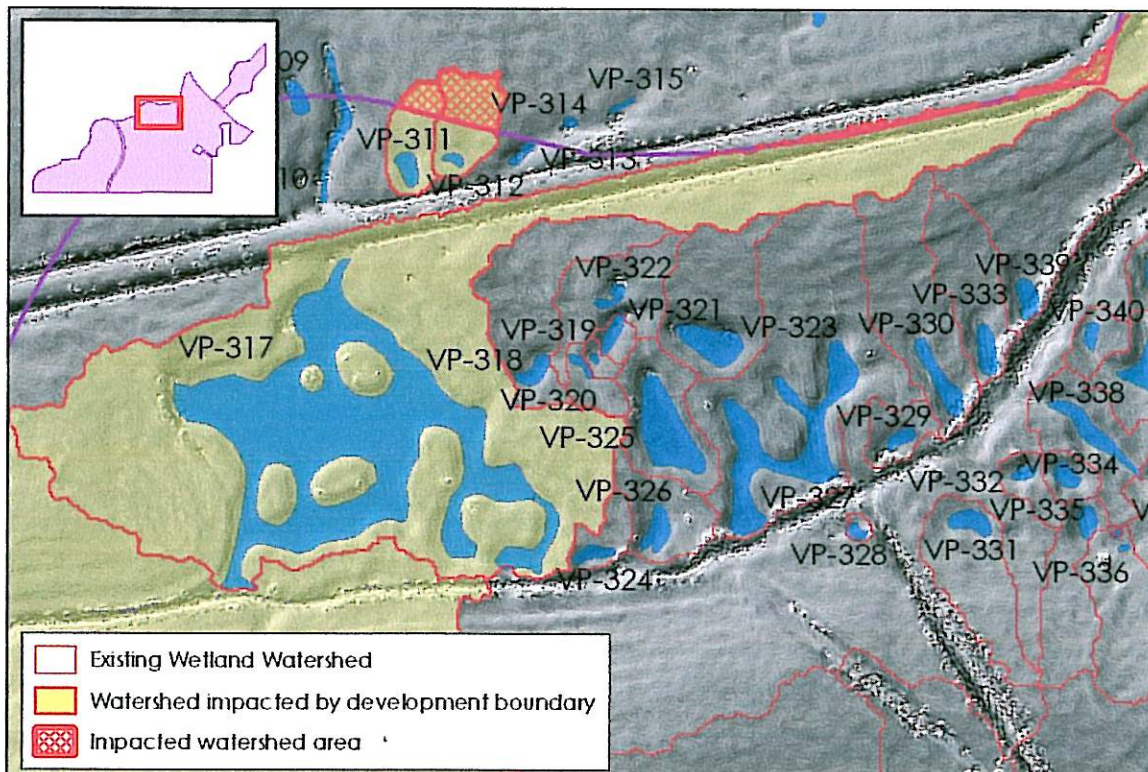 09
VP-315
VP-314
VP-311
VP-313
10
VP-312
VP-322
VP-339
VP-333
VP-321
VP-340
VP-319
VP-323
VP-330
VP-317
VP-318
VP-338
VP-320
VP-329
VP-325
VP-334
VP-332
VP-326
VP-327
VP-335
VP-328
VP-331
VP-324
VP-336
Existing Wetland Watershed
Watershed impacted by development boundary
Impacted watershed area